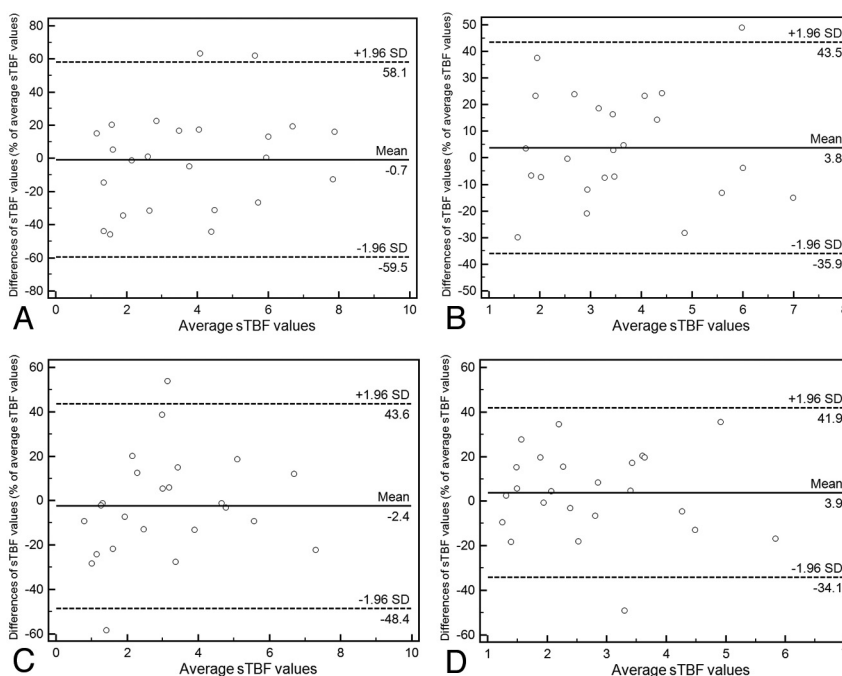 A
Differences of sTBF values (% of average sTBF values)
80
60
40
20
0
-20
-40
-60
-80
+1.96 SD
58.1
Mean
-0.7
-1.96 SD
-59.5
0 2 4 6 8 10
Average sTBF values
B
Differences of sTBF values (% of average sTBF values)
50
40
30
20
10
0
-10
-20
-30
-40
-50
+1.96 SD
43.5
Mean
3.8
-1.96 SD
-35.9
1 2 3 4 5 6 7 8
Average sTBF values
C
Differences of sTBF values (% of average sTBF values)
60
40
20
0
-20
-40
-60
+1.96 SD
43.6
Mean
-2.4
-1.96 SD
-48.4
0 2 4 6 8 10
Average sTBF values
D
Differences of sTBF values (% of average sTBF values)
60
40
20
0
-20
-40
-60
+1.96 SD
41.9
Mean
3.9
-1.96 SD
-34.1
1 2 3 4 5 6
Average sTBF values